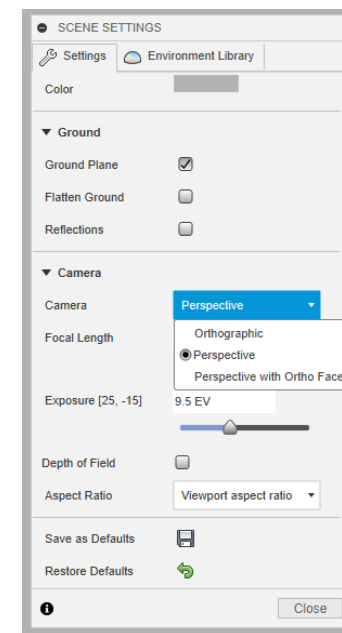 SCENE SETTINGS
Settings Environment Library
Color
Ground
Ground Plane
Flatten Ground
Reflections
Camera
Camera Perspective
Focal Length
Orthographic
Perspective
Perspective with Ortho Face
Exposure [25, -15] 9.5 EV
Depth of Field
Aspect Ratio Viewport aspect ratio
Save as Defaults
Restore Defaults
Close